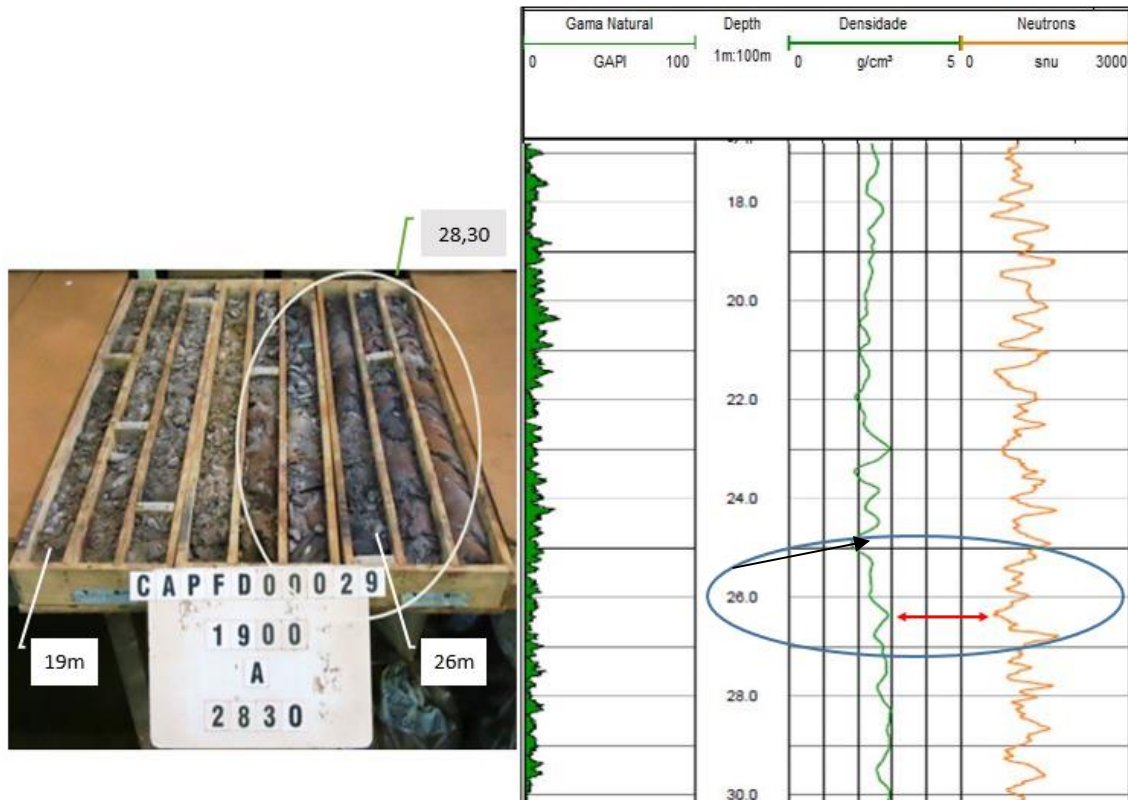 28,30
CAPFD00029
1900
A
2830
19m
26m
Gama Natural
0 GAPI 100
Depth
1m:100m
Densidade
0 g/cm³ 5
Neutrons
0 snu 3000
18.0
20.0
22.0
24.0
26.0
28.0
30.0